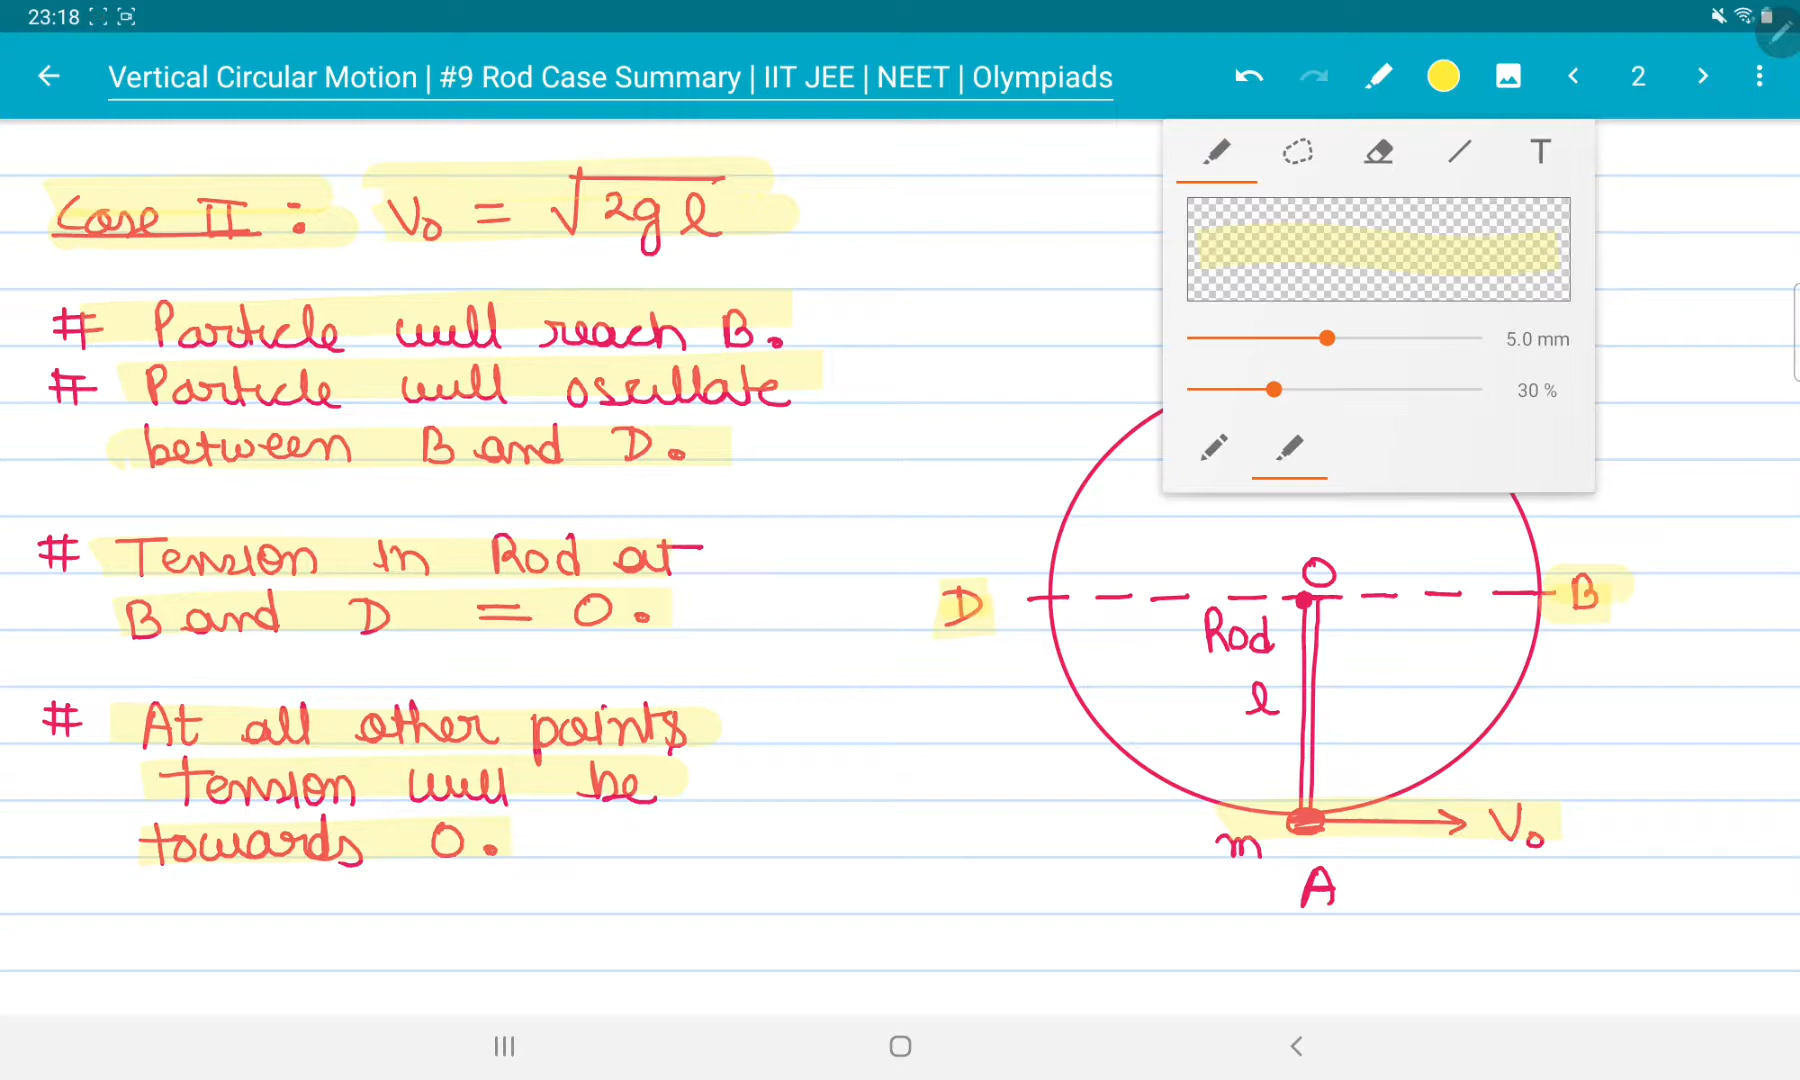 23:18
Vertical Circular Motion | #9 Rod Case Summary | IIT JEE | NEET | Olympiads
2
T
Case II : V₀ = √2gl
5.0 mm
30 %
# Particle will reach B.
# Particle will oscillate
between B and D.
# Tension in Rod at
B and D = 0.
# At all other points
tension will be
towards O.
O
D
B
Rod
l
m
V₀
A